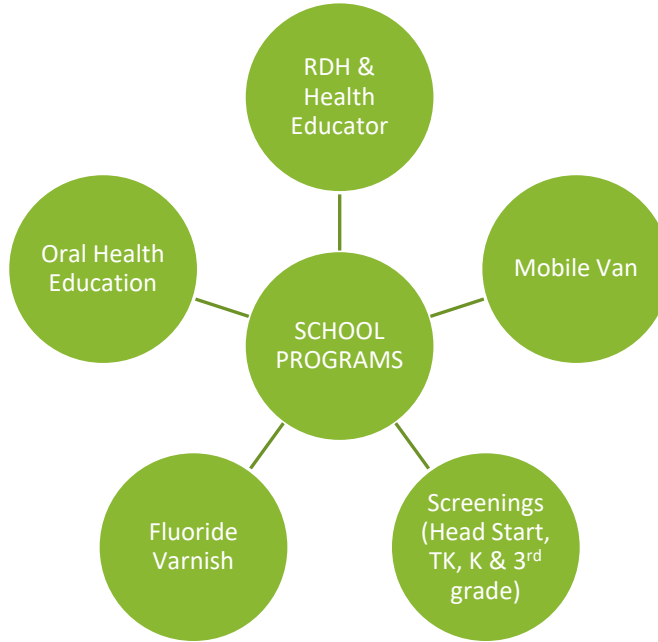 RDH &
Health
Educator
Oral Health
Education
Mobile Van
SCHOOL
PROGRAMS
Fluoride
Varnish
Screenings
(Head Start,
TK, K & 3rd
grade)